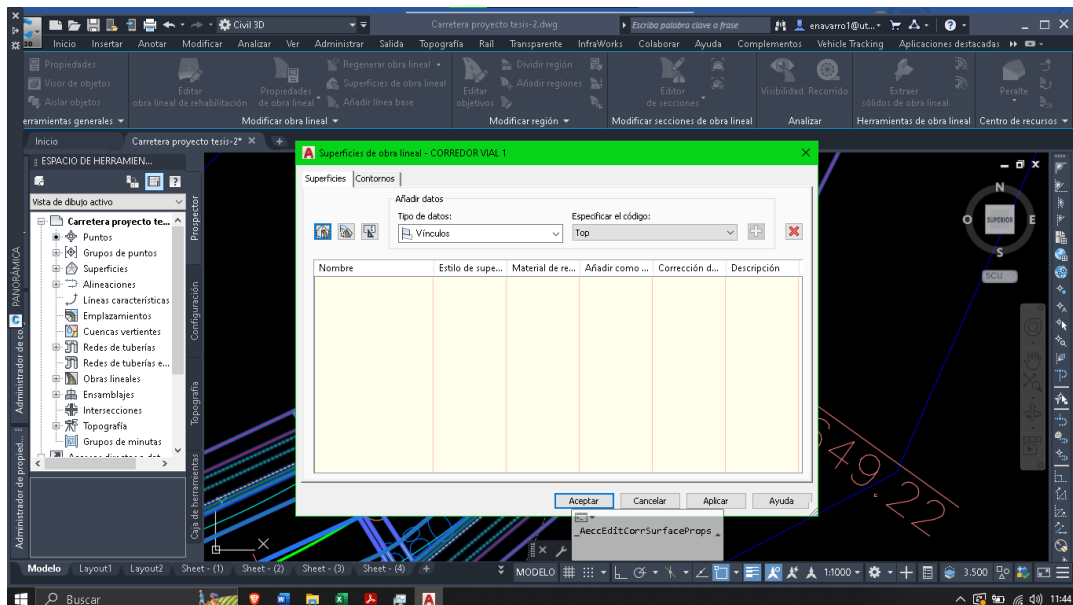 Civil 3D
Carretera proyecto tesis-2.dwg
Escriba palabra clave o frase
enavarro1@ut...
Inicio Insertar Anotar Modificar Analizar Ver Administrar Salida Topografía Rail Transparente InfraWorks Colaborar Ayuda Complementos Vehicle Tracking Aplicaciones destacadas
Propiedades
Visor de objetos
Aislar objetos
Editar
obra lineal de rehabilitación
Propiedades
de obra lineal
Regenerar obra lineal
Superficies de obra lineal
Añadir línea base
Editar
objetivos
Dividir región
Añadir regiones
Editor
de secciones
Visibilidad Recorrido
Extraer
sólidos de obra lineal
Peralte
erramientas generales Modificar obra lineal Modificar región Modificar secciones de obra lineal Analizar Herramientas de obra lineal Centro de recursos
Inicio Carretera proyecto tesis-2*
ESPACIO DE HERRAMIEN...
Vista de dibujo activo
Carretera proyecto te...
Puntos
Grupos de puntos
Superficies
Alineaciones
Líneas características
Emplazamientos
Cuencas vertientes
Redes de tuberías
Redes de tuberías e...
Obras lineales
Ensamblajes
Intersecciones
Topografía
Grupos de minutas
Prospector
Configuración
Topografía
Caja de herramientas
PANORÁMICA
Administrador de co...
Administrador de propied...
Superficies de obra lineal - CORREDOR VIAL 1
Superficies Contornos
Añadir datos
Tipo de datos: Especificar el código:
Vínculos Top
Nombre Estilo de supe... Material de re... Añadir como ... Corrección d... Descripción
Aceptar Cancelar Aplicar Ayuda
_AeccEditCorrSurfaceProps
N
O SUPERIOR E
S
SCU
649.22
X
Modelo Layout1 Layout2 Sheet - (1) Sheet - (2) Sheet - (3) Sheet - (4)
MODELO 1:1000 3.500
Buscar
11:44